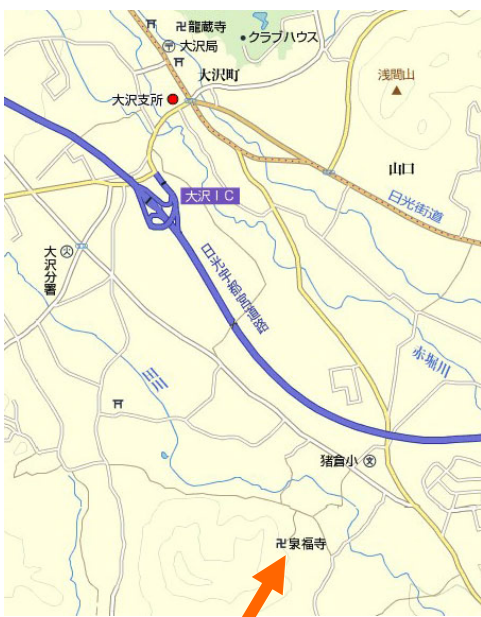 卍龍蔵寺
〒大沢局
クラブハウス
大沢町
浅間山
大沢支所
山口
大沢IC
日光街道
大沢分署
日光宇都宮道路
赤堀川
猪倉小
文
卍泉福寺